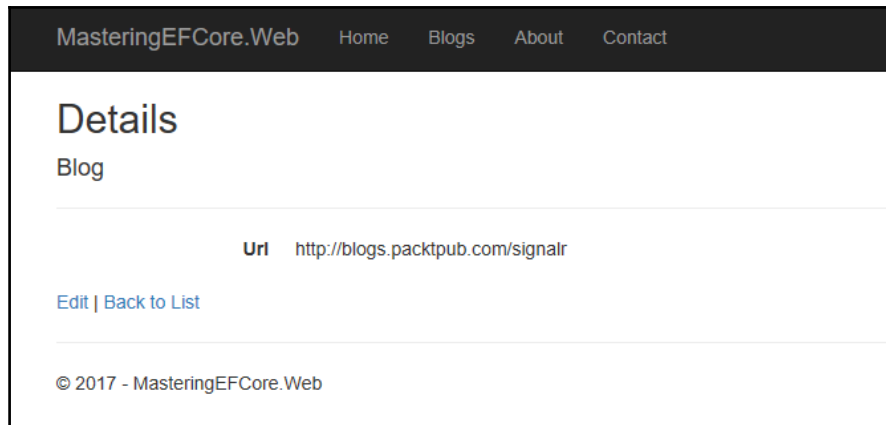 MasteringEFCore.Web Home Blogs About Contact
Details
Blog
Url http://blogs.packtpub.com/signalr
Edit | Back to List
© 2017 - MasteringEFCore.Web